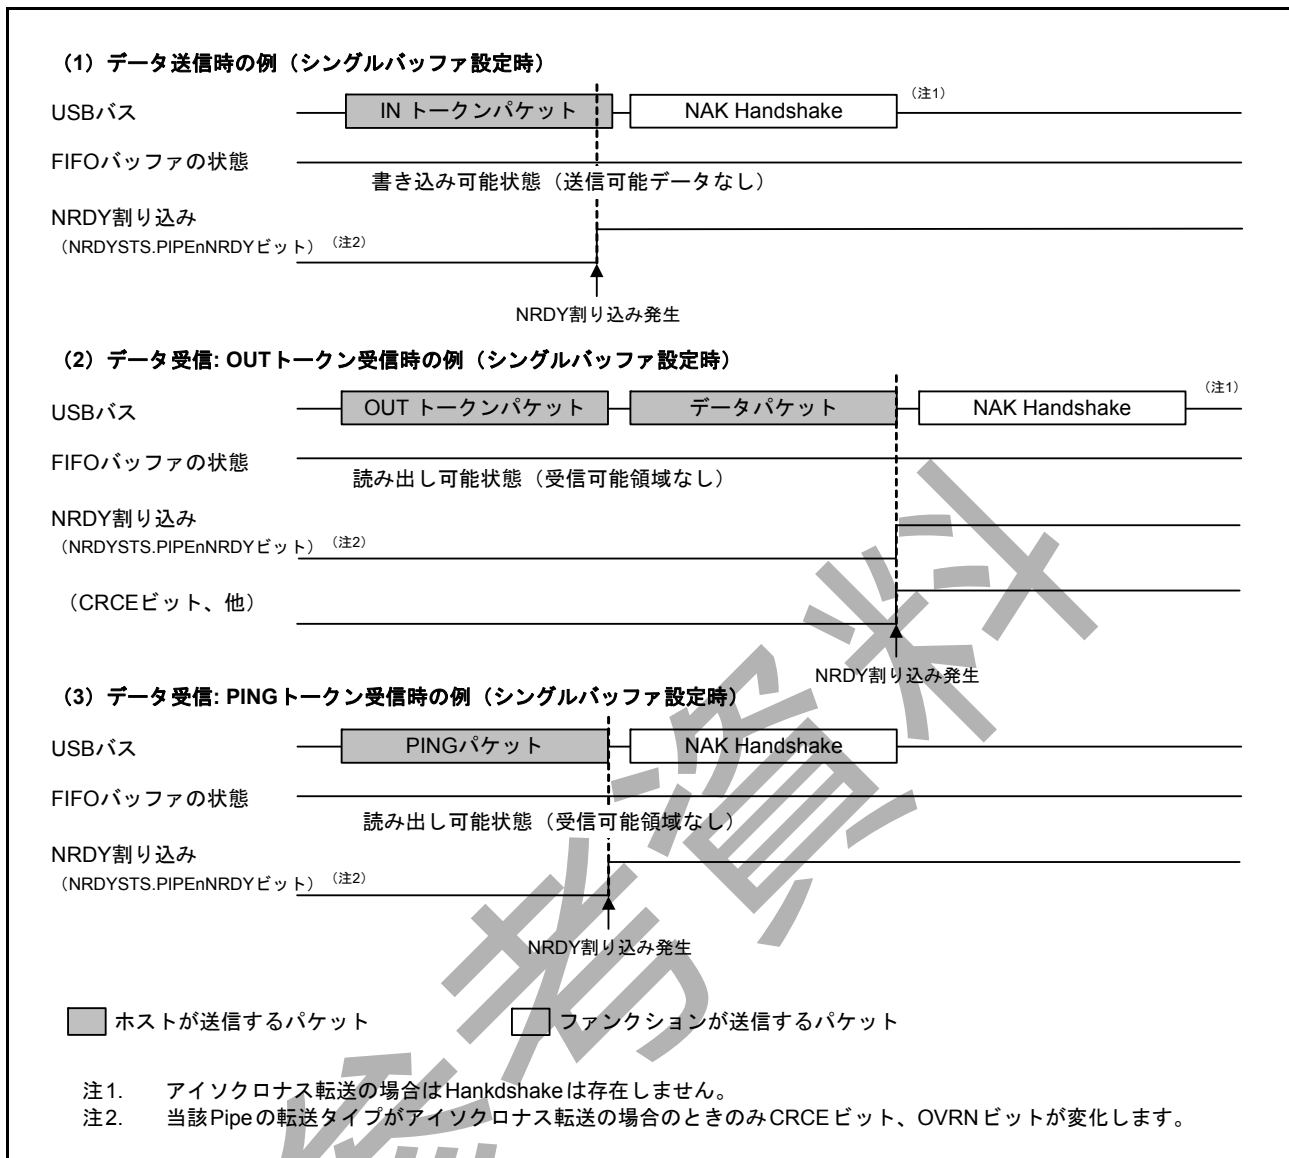 （1）データ送信時の例（シングルバッファ設定時）
USBバス
IN トークンパケット
NAK Handshake
（注1）
FIFOバッファの状態
書き込み可能状態（送信可能データなし）
NRDY割り込み
（NRDYSTS.PIPEnNRDYビット）（注2）
NRDY割り込み発生
（2）データ受信: OUTトークン受信時の例（シングルバッファ設定時）
USBバス
OUT トークンパケット
データパケット
NAK Handshake
（注1）
FIFOバッファの状態
読み出し可能状態（受信可能領域なし）
NRDY割り込み
（NRDYSTS.PIPEnNRDYビット）（注2）
（CRCEビット、他）
NRDY割り込み発生
（3）データ受信: PINGトークン受信時の例（シングルバッファ設定時）
USBバス
PINGパケット
NAK Handshake
FIFOバッファの状態
読み出し可能状態（受信可能領域なし）
NRDY割り込み
（NRDYSTS.PIPEnNRDYビット）（注2）
NRDY割り込み発生
ホストが送信するパケット
ファンクションが送信するパケット
注1. アイソクロナス転送の場合はHankdshakeは存在しません。
注2. 当該Pipeの転送タイプがアイソクロナス転送の場合のときのみCRCEビット、OVRNビットが変化します。
考資料